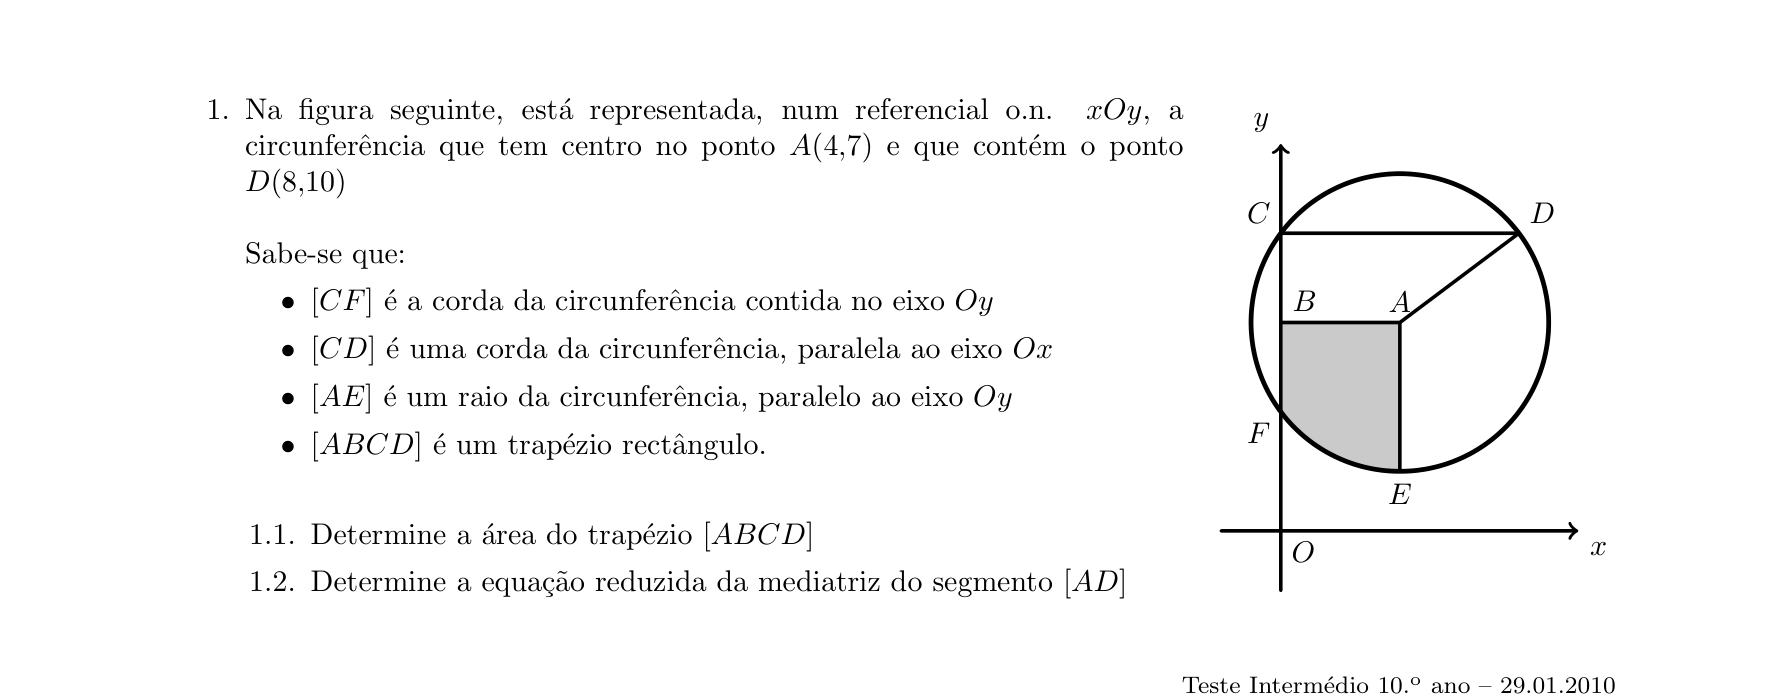 1. Na figura seguinte, está representada, num referencial o.n. xOy, a
circunferência que tem centro no ponto A(4,7) e que contém o ponto
D(8,10)
Sabe-se que:
• [CF] é a corda da circunferência contida no eixo Oy
• [CD] é uma corda da circunferência, paralela ao eixo Ox
• [AE] é um raio da circunferência, paralelo ao eixo Oy
• [ABCD] é um trapézio rectângulo.
1.1. Determine a área do trapézio [ABCD]
1.2. Determine a equação reduzida da mediatriz do segmento [AD]
y
C
D
B
A
F
E
O
x
Teste Intermédio 10.º ano – 29.01.2010